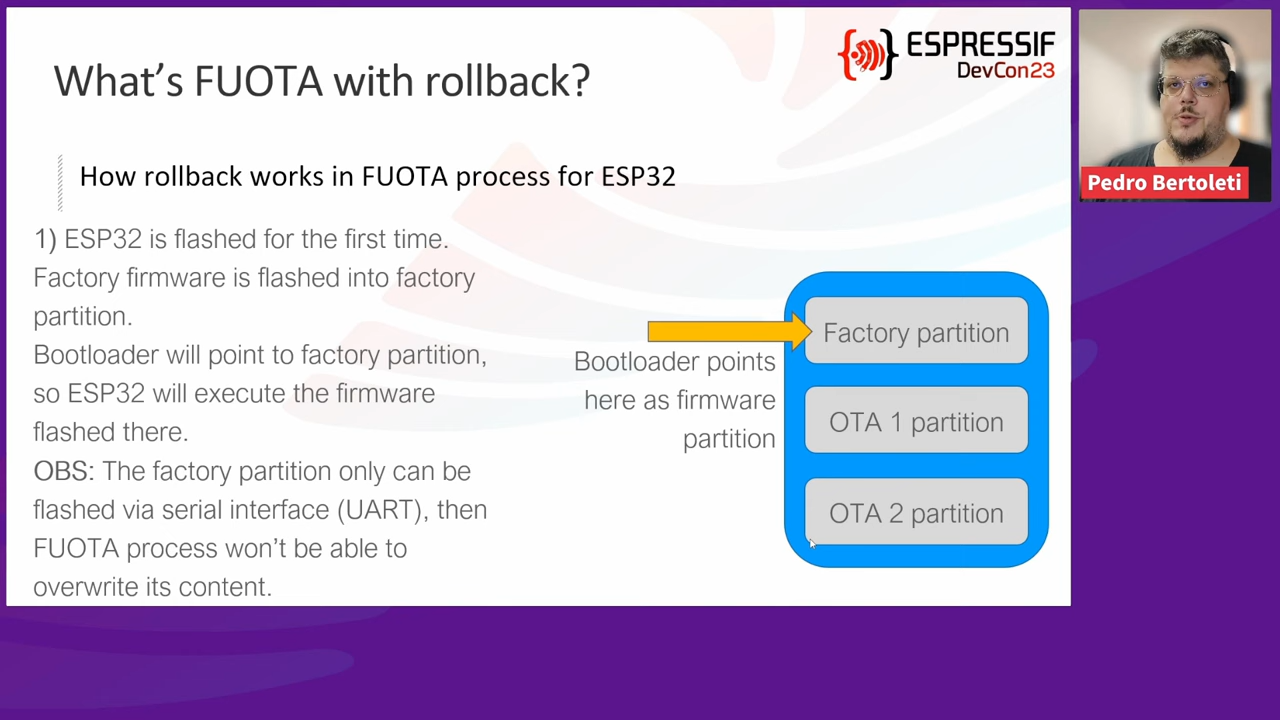 What's FUOTA with rollback?
{ } ESPRESSIF
DevCon23
How rollback works in FUOTA process for ESP32
1) ESP32 is flashed for the first time.
Factory firmware is flashed into factory
partition.
Bootloader will point to factory partition,
so ESP32 will execute the firmware
flashed there.
OBS: The factory partition only can be
flashed via serial interface (UART), then
FUOTA process won't be able to
overwrite its content.
Bootloader points
here as firmware
partition
Factory partition
OTA 1 partition
OTA 2 partition
Pedro Bertoleti